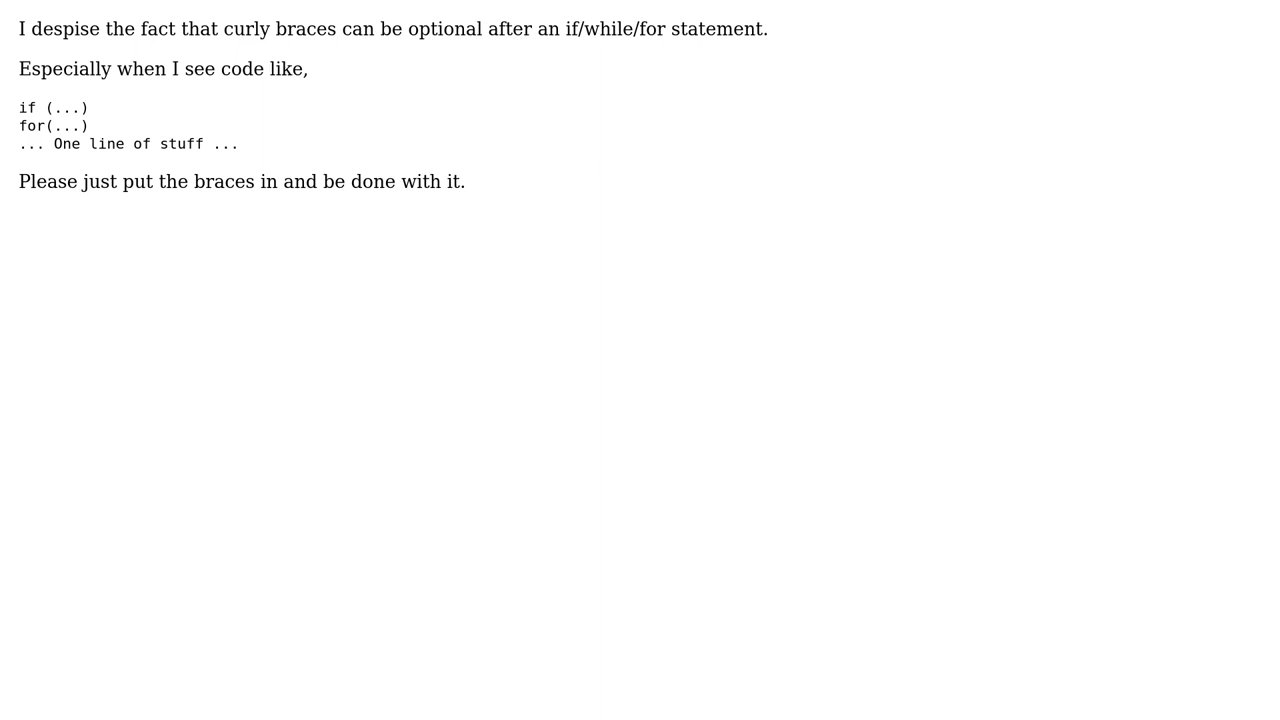 I despise the fact that curly braces can be optional after an if/while/for statement.
Especially when I see code like,
if (...)
for(...)
... One line of stuff ...
Please just put the braces in and be done with it.